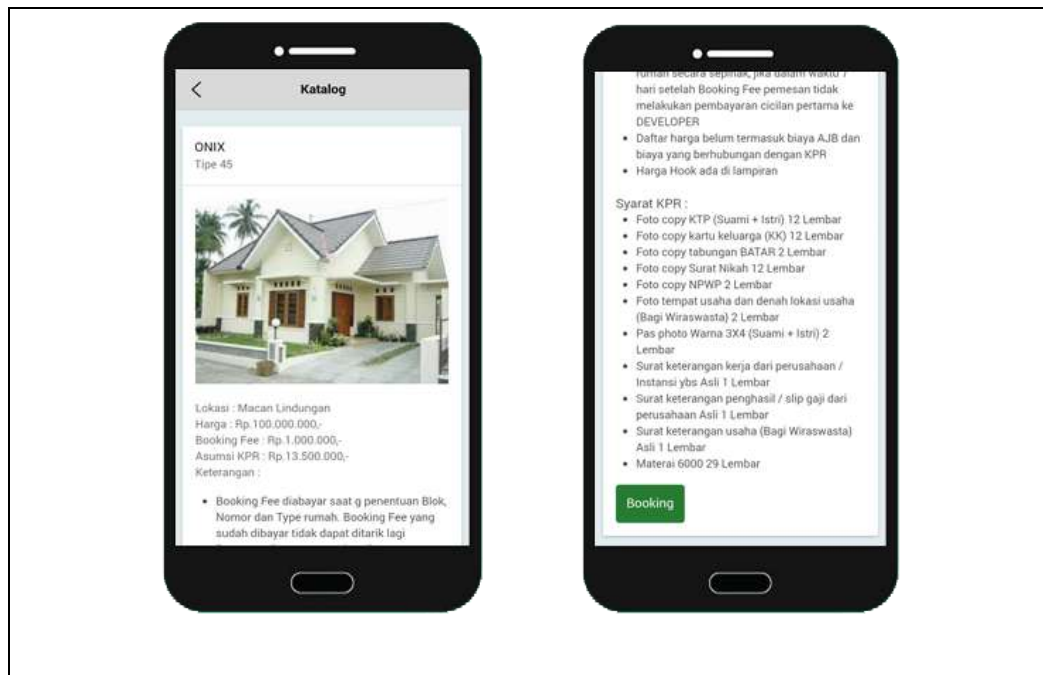 Katalog
ONIX
Tipe 45
Lokasi : Macan Lindungan
Harga : Rp.100.000.000,-
Booking Fee : Rp.1.000.000,-
Asumsi KPR : Rp.13.500.000,-
Keterangan :
• Booking Fee diabayar saat g penentuan Blok,
Nomor dan Type rumah. Booking Fee yang
sudah dibayar tidak dapat ditarik lagi
rumah secara sepihak, jika dalam waktu 7
hari setelah Booking Fee pemesan tidak
melakukan pembayaran cicilan pertama ke
DEVELOPER
• Daftar harga belum termasuk biaya AJB dan
biaya yang berhubungan dengan KPR
• Harga Hook ada di lampiran
Syarat KPR :
• Foto copy KTP (Suami + Istri) 12 Lembar
• Foto copy kartu keluarga (KK) 12 Lembar
• Foto copy tabungan BATAR 2 Lembar
• Foto copy Surat Nikah 12 Lembar
• Foto copy NPWP 2 Lembar
• Foto tempat usaha dan denah lokasi usaha
(Bagi Wiraswasta) 2 Lembar
• Pas photo Warna 3X4 (Suami + Istri) 2
Lembar
• Surat keterangan kerja dari perusahaan /
Instansi ybs Asli 1 Lembar
• Surat keterangan penghasil / slip gaji dari
perusahaan Asli 1 Lembar
• Surat keterangan usaha (Bagi Wiraswasta)
Asli 1 Lembar
• Materai 6000 29 Lembar
Booking